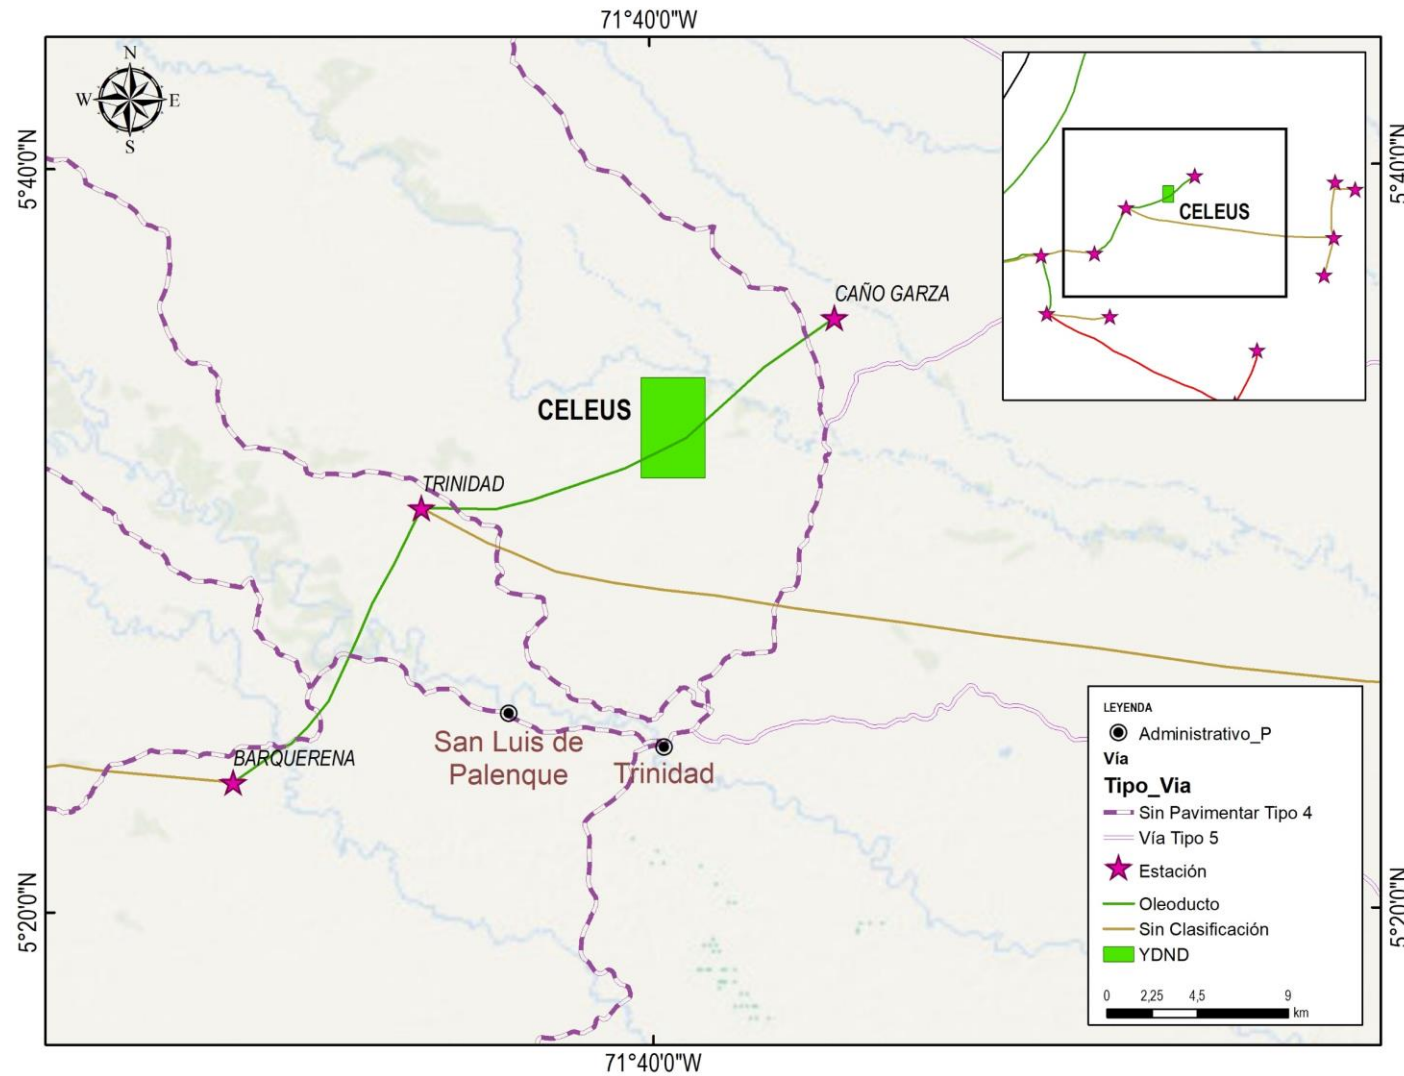 71°40'0"W
N
W
E
S
5°40'0"N
5°40'0"N
CELEUS
CAÑO GARZA
CELEUS
TRINIDAD
San Luis de
Palenque
Trinidad
BARQUERENA
LEYENDA
Administrativo_P
Vía
Tipo_Via
Sin Pavimentar Tipo 4
Vía Tipo 5
Estación
Oleoducto
Sin Clasificación
YDND
0 2,25 4,5 9
km
5°20'0"N
5°20'0"N
71°40'0"W